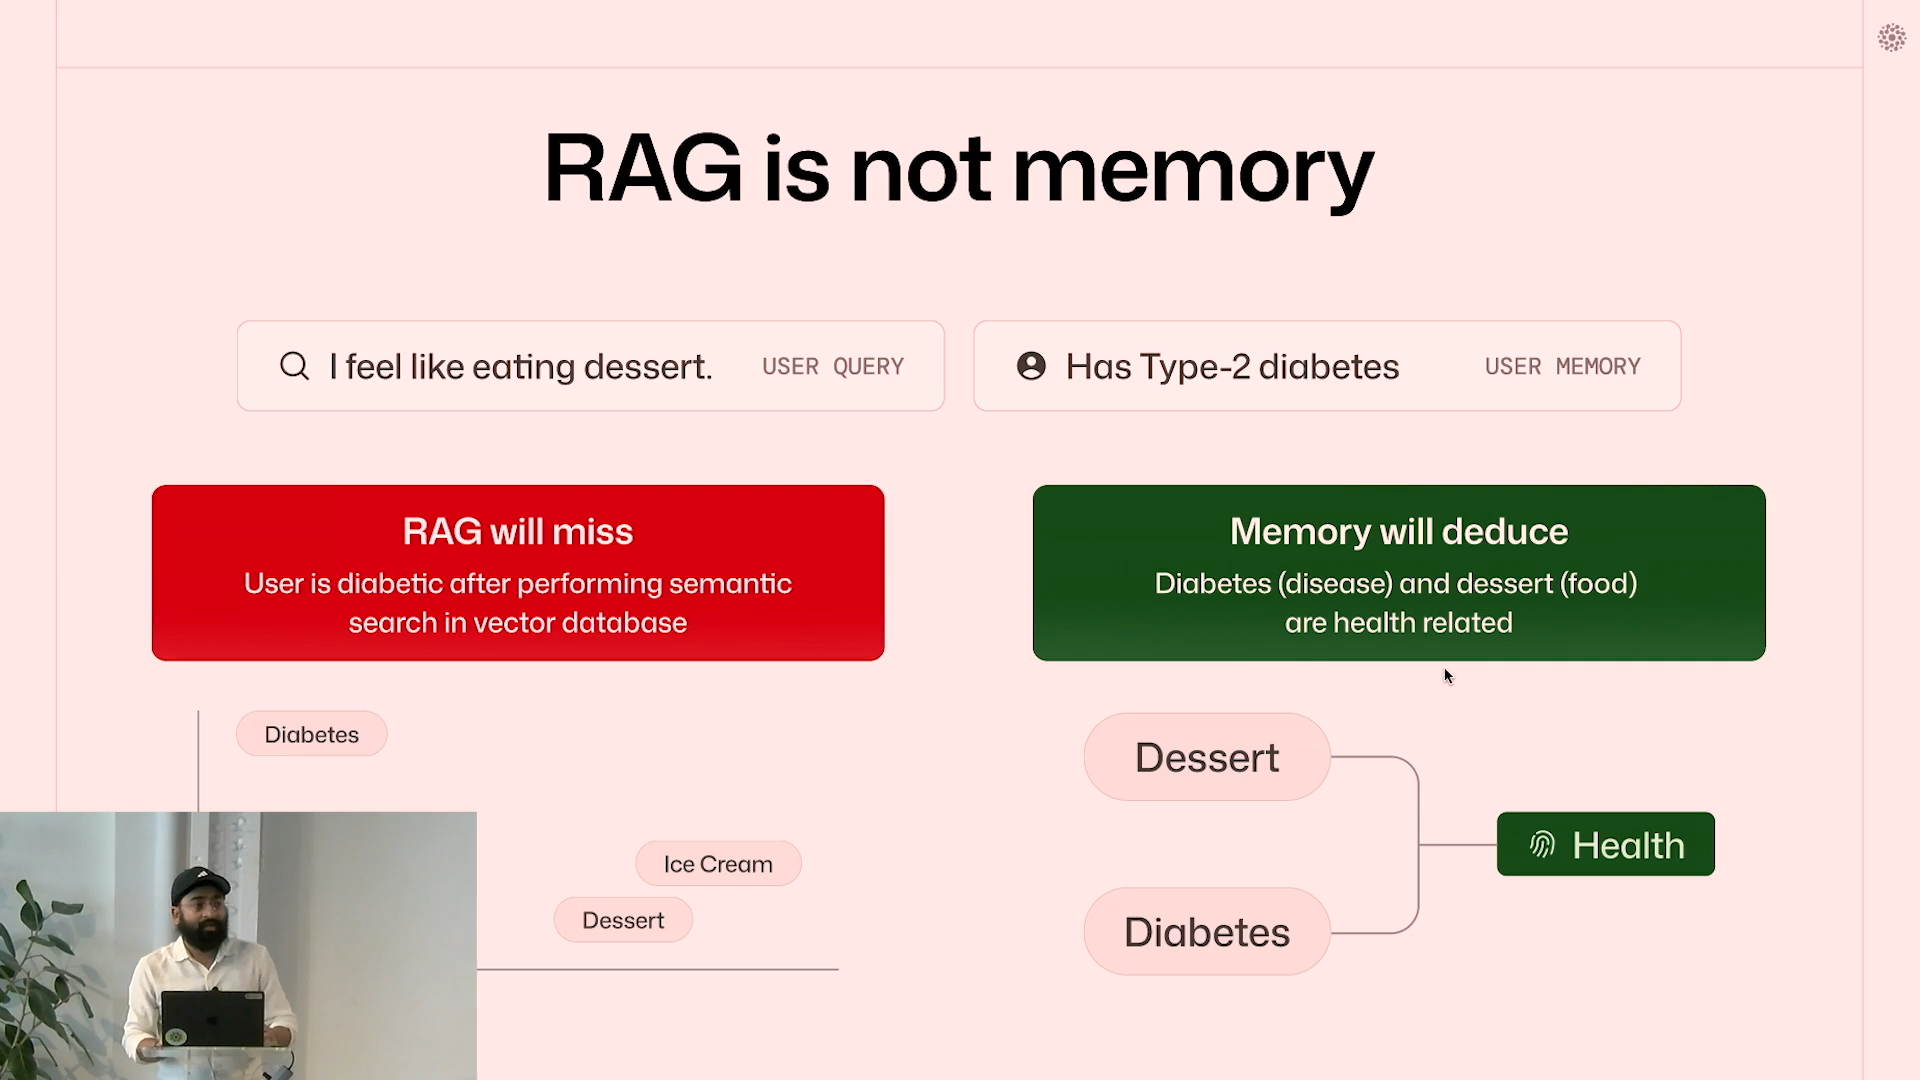 RAG is not memory
I feel like eating dessert. USER QUERY
Has Type-2 diabetes USER MEMORY
RAG will miss
User is diabetic after performing semantic
search in vector database
Memory will deduce
Diabetes (disease) and dessert (food)
are health related
Diabetes
Ice Cream
Dessert
Dessert
Diabetes
Health